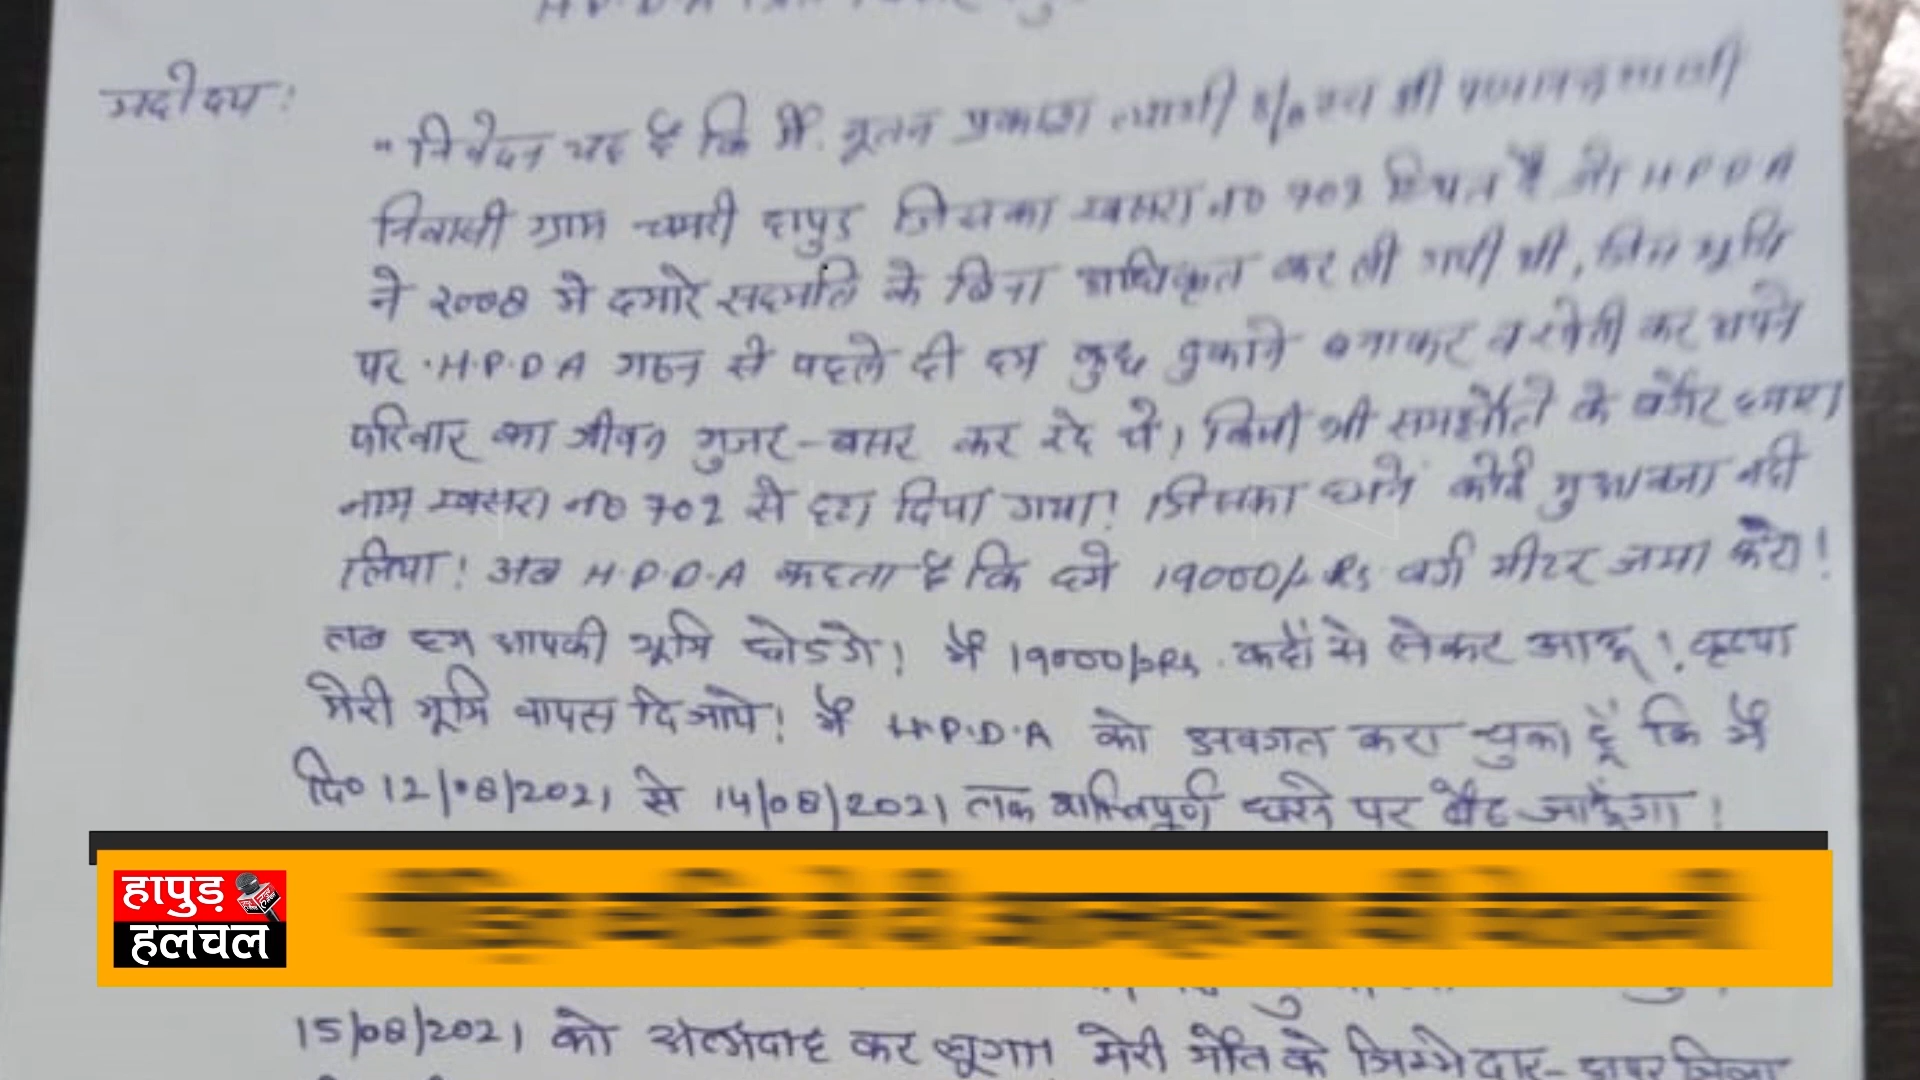 महोदय:
"निवेदन यह है कि मैं. नूतन प्रकाश त्यागी S/o स्व श्री
निवासी ग्राम चमरी हापुड जिसका खसरा no 702 स्थित है जो H P D A
ने 2008 मे हमारे सहमति के बिना अधिकृत कर ली गयी थी, जिस भूमि
पर .H.P.D A गठन से पहले ही हम कुछ दुकाने बनाकर व खेती कर अपने
परिवार का जीवन गुजर-बसर कर रहे थे। किसी भी समझौते के बगैर हमारा
नाम खसरा no 702 से हटा दिया गया! जिसका हमने कोई मुआवजा नही
लिया! अब H.P.D.A कहता है कि हमे 19000/- Rs वर्ग मीटर जमा करो!
तब हम आपकी भूमि छोडेगे! मै 19000/- Rs. कहाँ से लेकर आऊ!, कृपया
मेरी भूमि वापस दि जाये! मै H.P.D.A को अवगत करा चुका हूँ कि मै
दि० 12/08/2021 से 14/08/2021 तक शान्तिपूर्ण धरने पर बैठ जाऊँगा!
हापुड़
हलचल
15/08/2021 को आत्मदाह कर लूगा। मेरी मौत के जिम्मेदार- हापुड जिला